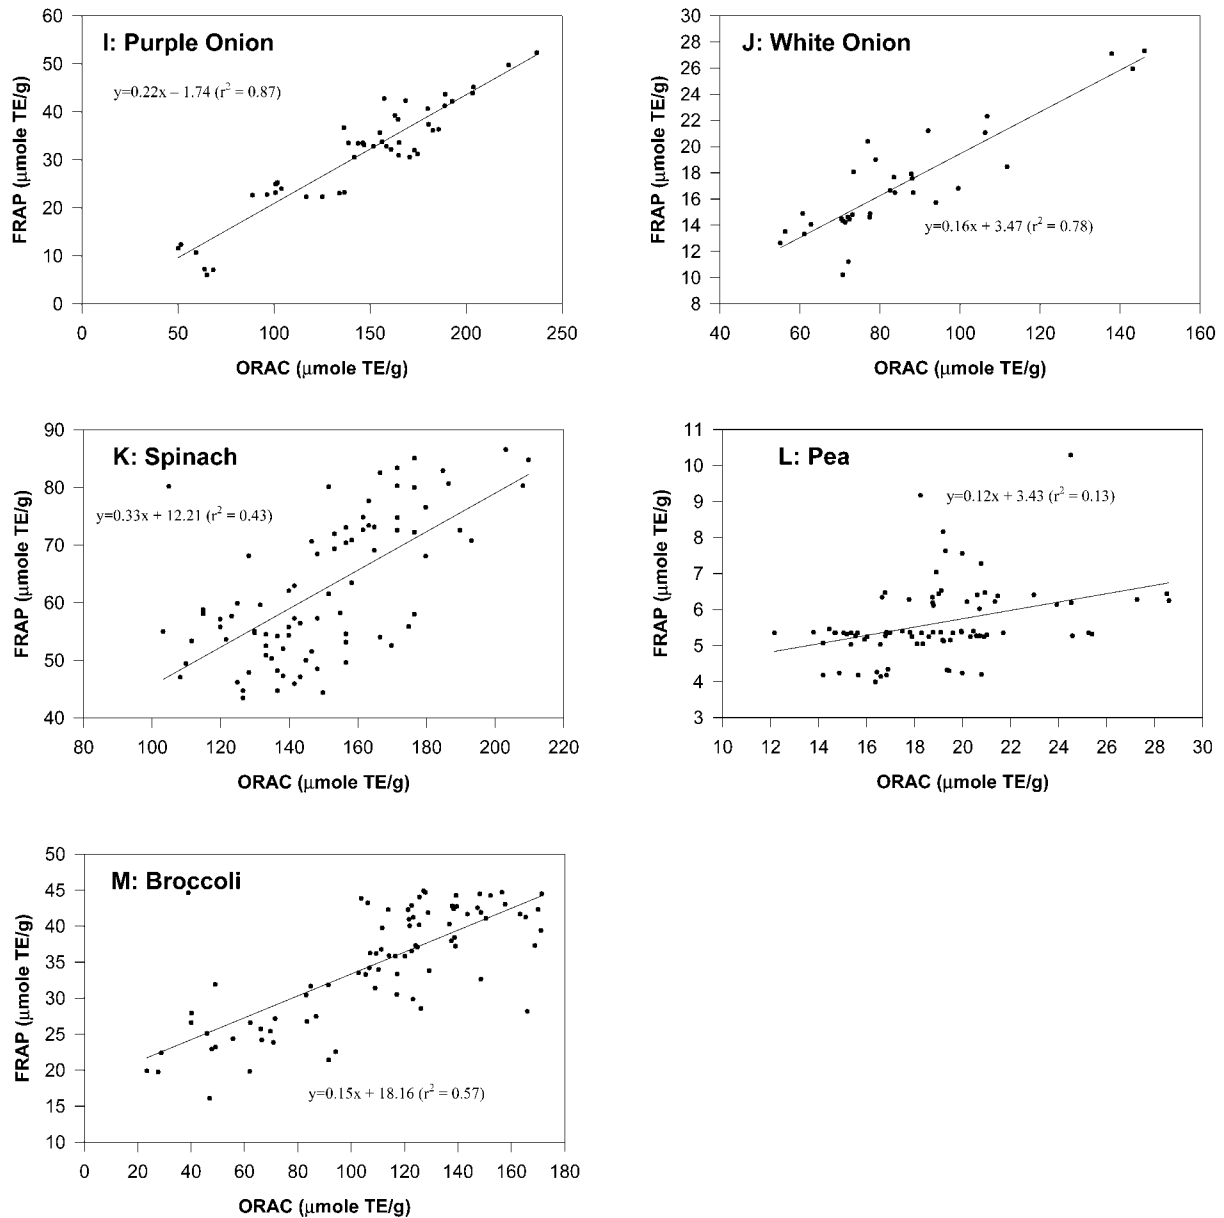 I: Purple Onion
y=0.22x – 1.74 (r² = 0.87)
FRAP (μmole TE/g)
60
50
40
30
20
10
0
0 50 100 150 200 250
ORAC (μmole TE/g)
J: White Onion
y=0.16x + 3.47 (r² = 0.78)
FRAP (μmole TE/g)
30
28
26
24
22
20
18
16
14
12
10
8
40 60 80 100 120 140 160
ORAC (μmole TE/g)
K: Spinach
y=0.33x + 12.21 (r² = 0.43)
FRAP (μmole TE/g)
90
80
70
60
50
40
80 100 120 140 160 180 200 220
ORAC (μmole TE/g)
L: Pea
y=0.12x + 3.43 (r² = 0.13)
FRAP (μmole TE/g)
11
10
9
8
7
6
5
4
3
10 12 14 16 18 20 22 24 26 28 30
ORAC (μmole TE/g)
M: Broccoli
y=0.15x + 18.16 (r² = 0.57)
FRAP (μmole TE/g)
50
45
40
35
30
25
20
15
10
0 20 40 60 80 100 120 140 160 180
ORAC (μmole TE/g)